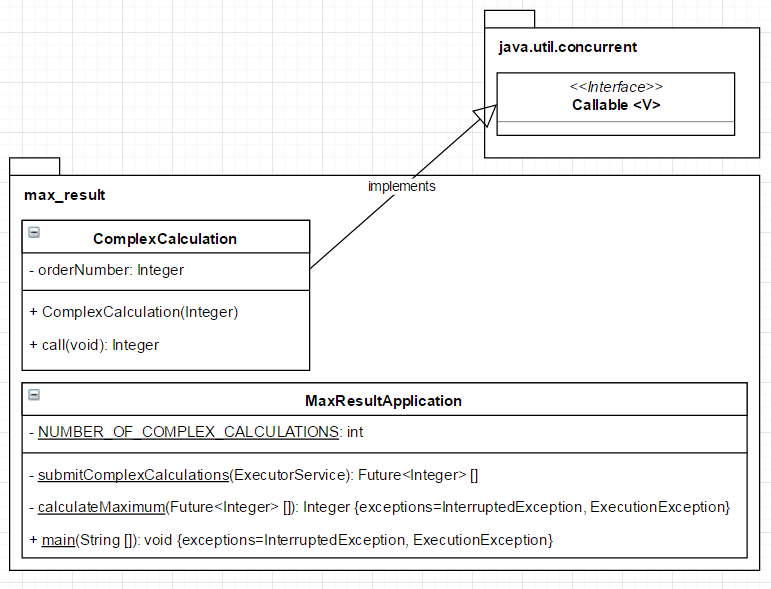 java.util.concurrent
<<Interface>>
Callable <V>
implements
max_result
ComplexCalculation
- orderNumber: Integer
+ ComplexCalculation(Integer)
+ call(void): Integer
MaxResultApplication
- NUMBER_OF_COMPLEX_CALCULATIONS: int
- submitComplexCalculations(ExecutorService): Future<Integer> []
- calculateMaximum(Future<Integer> []): Integer {exceptions=InterruptedException, ExecutionException}
+ main(String []): void {exceptions=InterruptedException, ExecutionException}